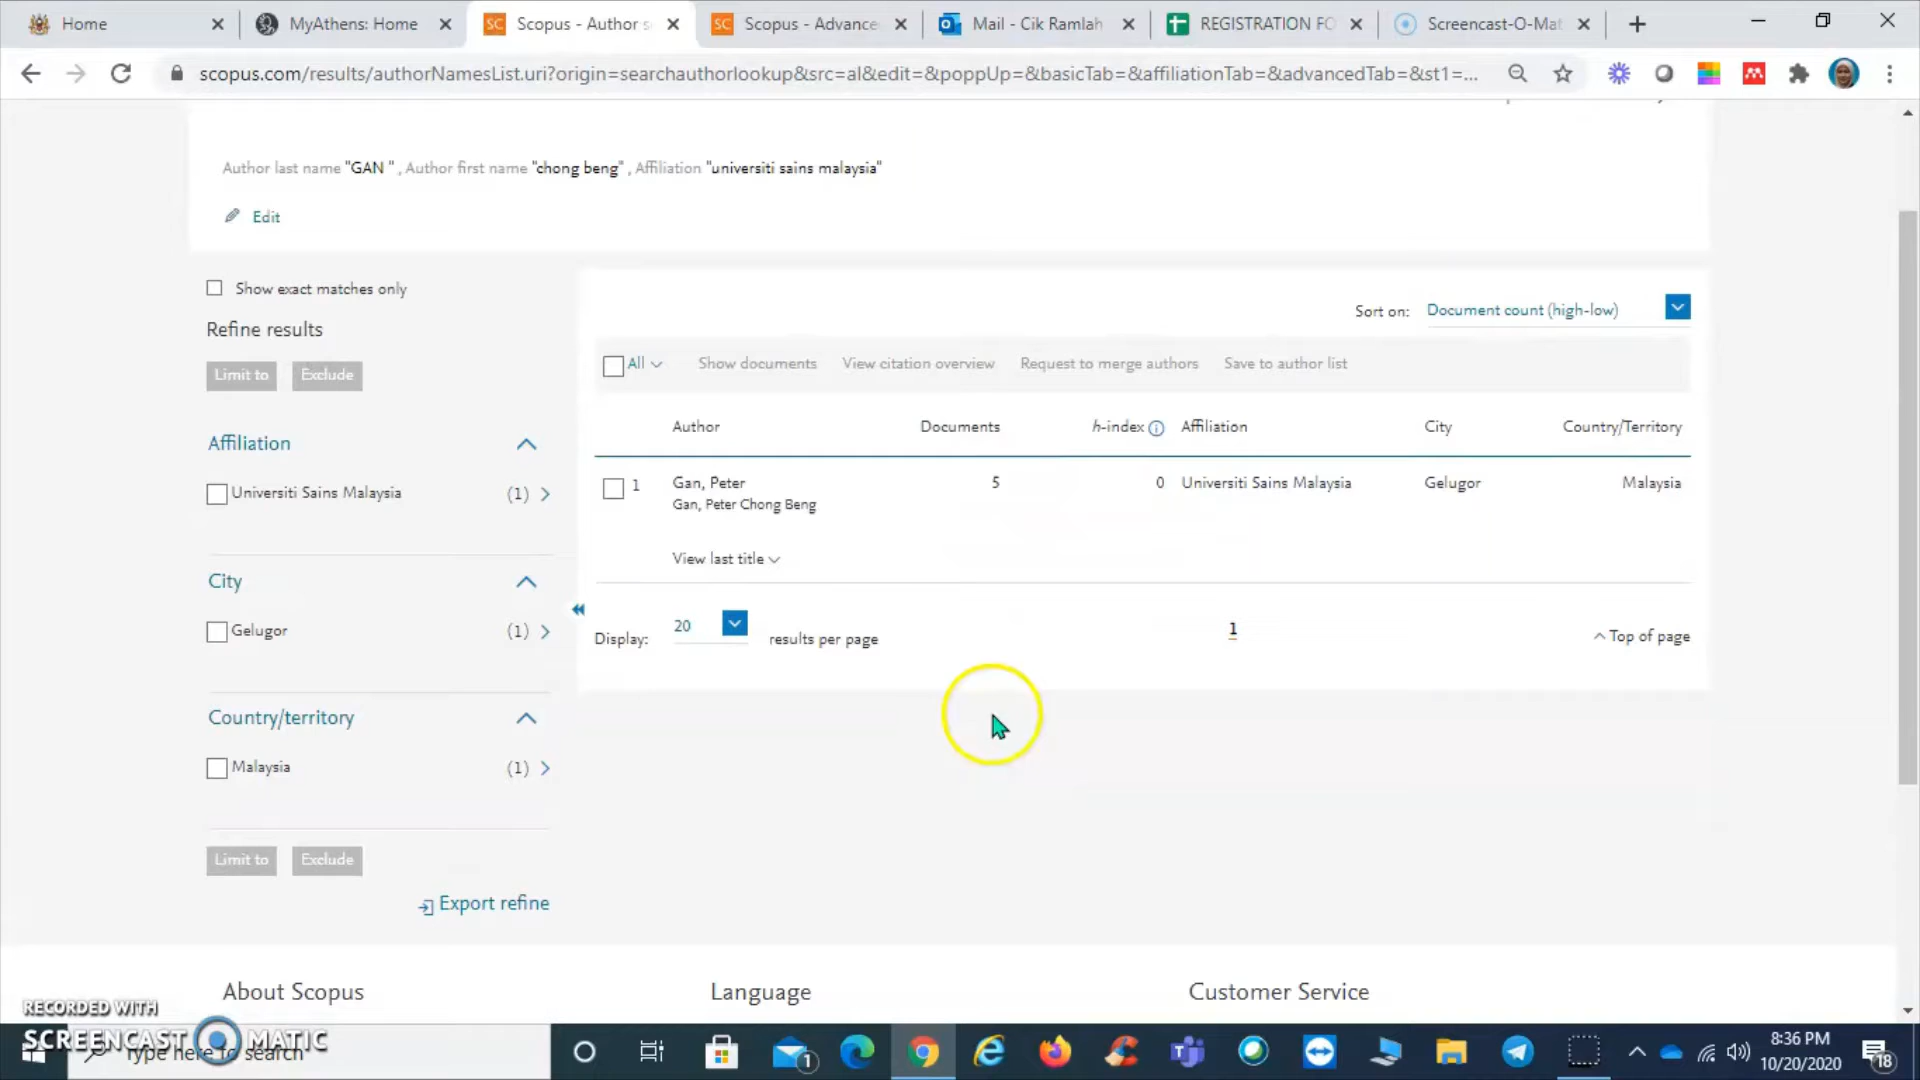 Home
MyAthens: Home
Scopus - Author s
Scopus - Advance
Mail - Cik Ramlah
REGISTRATION FO
Screencast-O-Mat
scopus.com/results/authorNamesList.uri?origin=searchauthorlookup&src=al&edit=&poppUp=&basicTab=&affiliationTab=&advancedTab=&st1=...
Author last name "GAN " , Author first name "chong beng" , Affiliation "universiti sains malaysia"
Edit
Show exact matches only
Refine results
Limit to Exclude
Affiliation
Universiti Sains Malaysia (1)
City
Gelugor (1)
Country/territory
Malaysia (1)
Limit to Exclude
Export refine
Sort on: Document count (high-low)
All Show documents View citation overview Request to merge authors Save to author list
Author Documents h-index Affiliation City Country/Territory
1 Gan, Peter 5 0 Universiti Sains Malaysia Gelugor Malaysia
Gan, Peter Chong Beng
View last title
Display: 20 results per page 1 Top of page
About Scopus Language Customer Service
RECORDED WITH
SCREENCAST MATIC
Type here to search
1
8:36 PM
10/20/2020
18